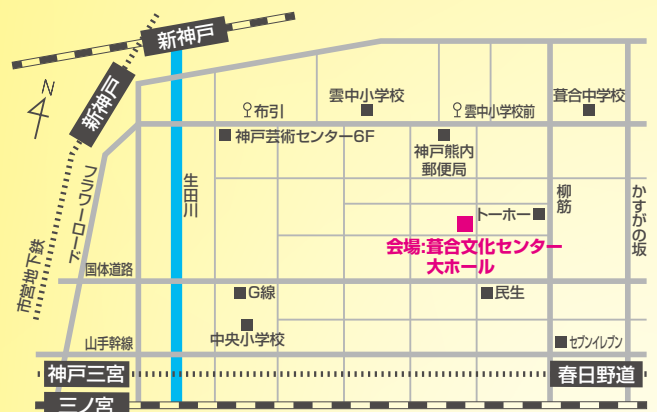 新神戸
新神戸
N
布引
雲中小学校
雲中小学校前
葺合中学校
神戸芸術センター6F
神戸熊内
郵便局
フラワーロード
生田川
柳筋
かすがの坂
トーホー
会場:葺合文化センター
大ホール
市営地下鉄
国体道路
G線
民生
中央小学校
山手幹線
セブンイレブン
神戸三宮
春日野道
三ノ宮